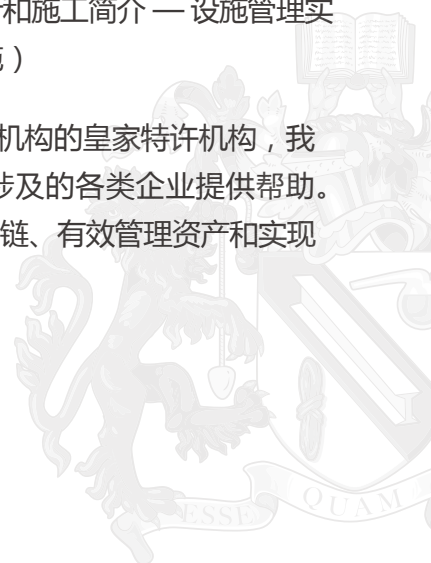 和施工简介 — 设施管理实
施）
机构的皇家特许机构，我
涉及的各类企业提供帮助。
链、有效管理资产和实现
ESSE
QUAM